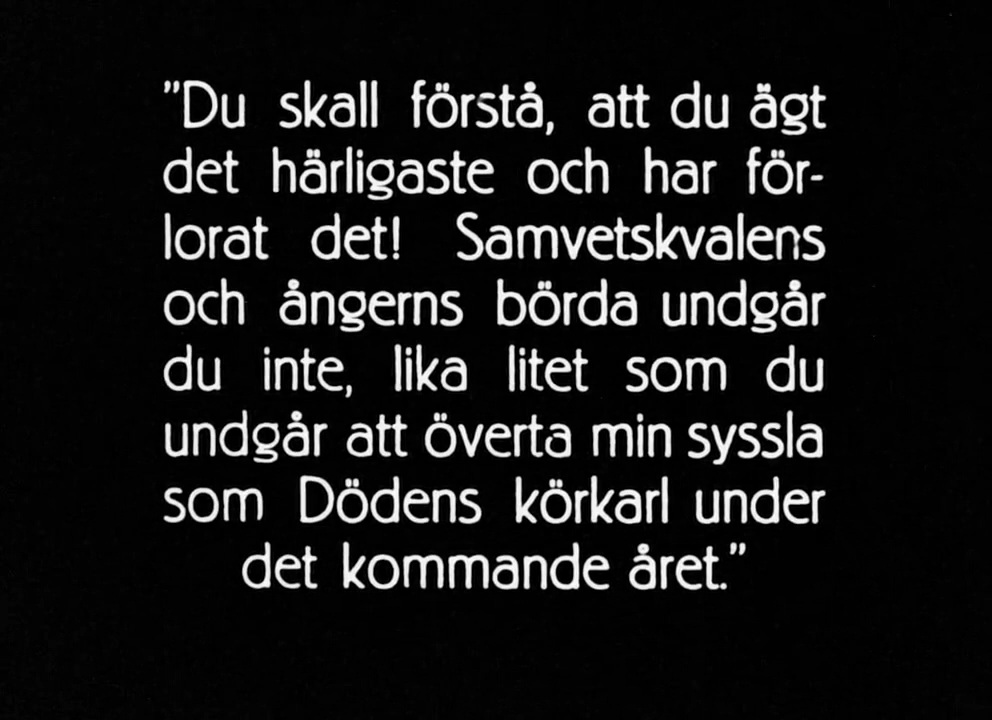 ”Du skall förstå, att du ägt
det härligaste och har för-
lorat det! Samvetskvalens
och ångerns börda undgår
du inte, lika litet som du
undgår att överta min syssla
som Dödens körkarl under
det kommande året.”